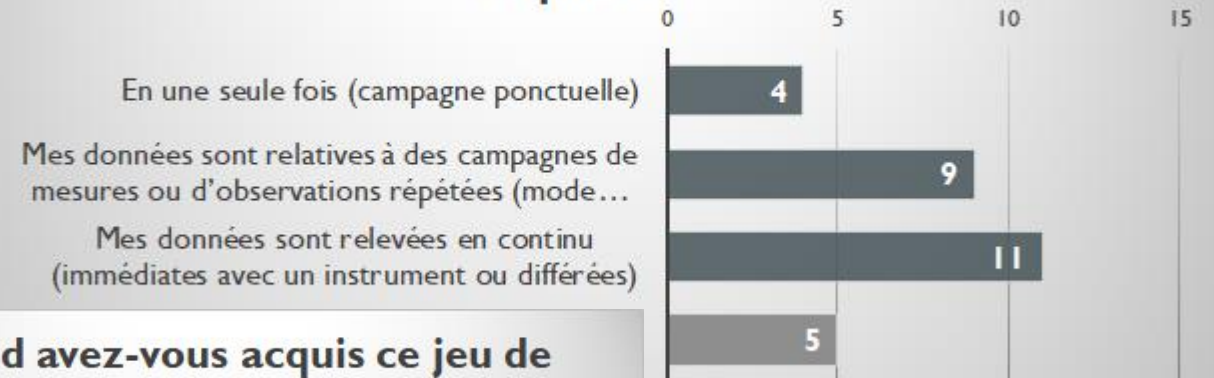 0 5 10 15
En une seule fois (campagne ponctuelle)
4
Mes données sont relatives à des campagnes de
mesures ou d'observations répétées (mode…
9
Mes données sont relevées en continu
(immédiates avec un instrument ou différées)
11
5
d avez-vous acquis ce jeu de